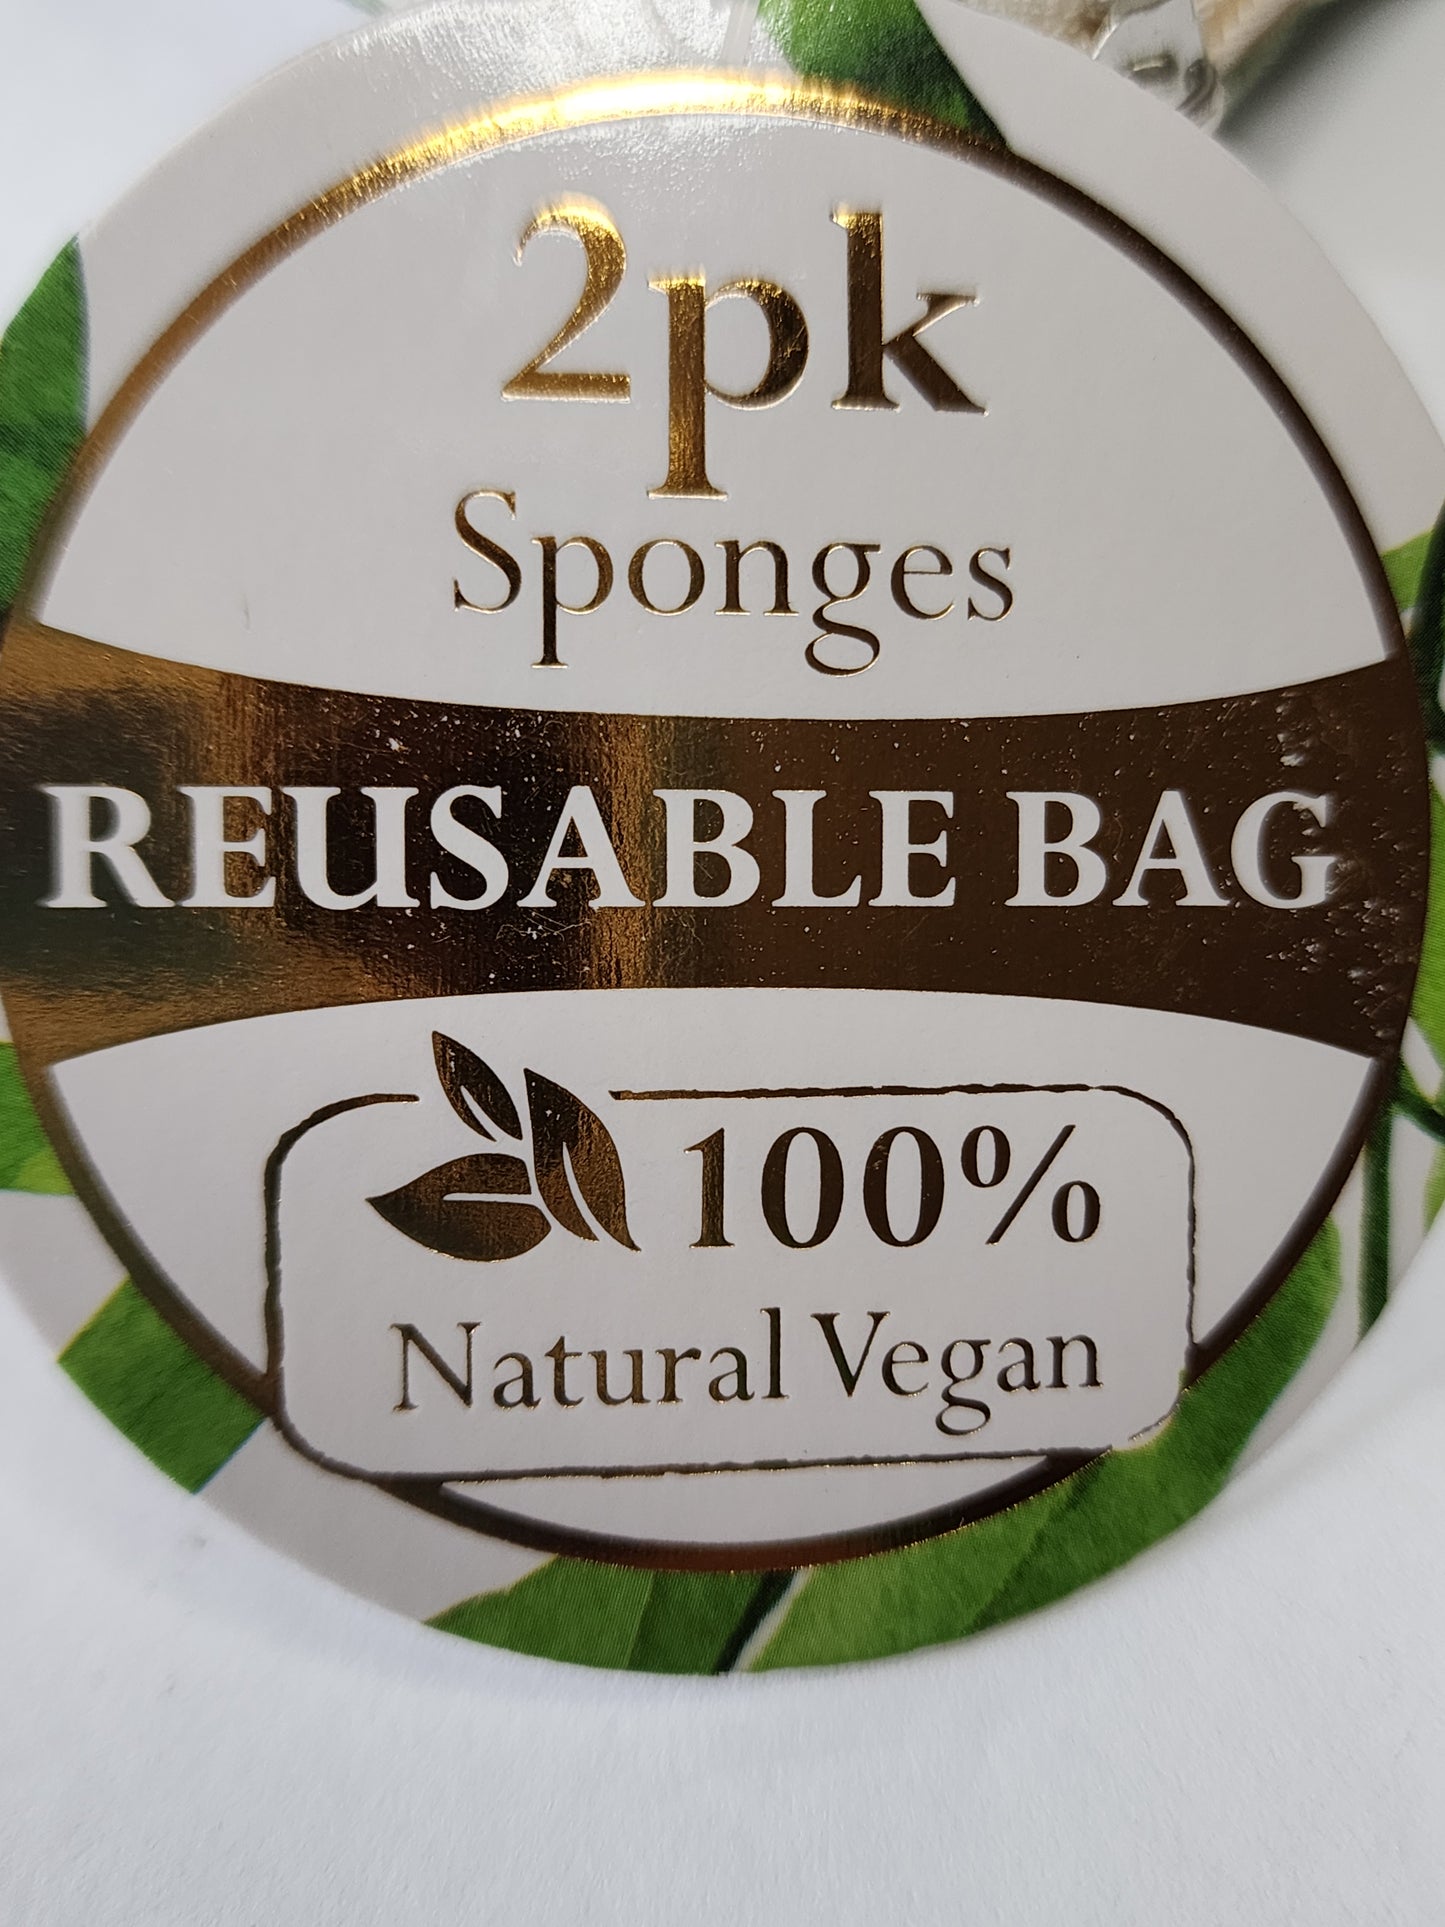 2pk
Sponges
REUSABLE BAG
100%
Natural Vegan